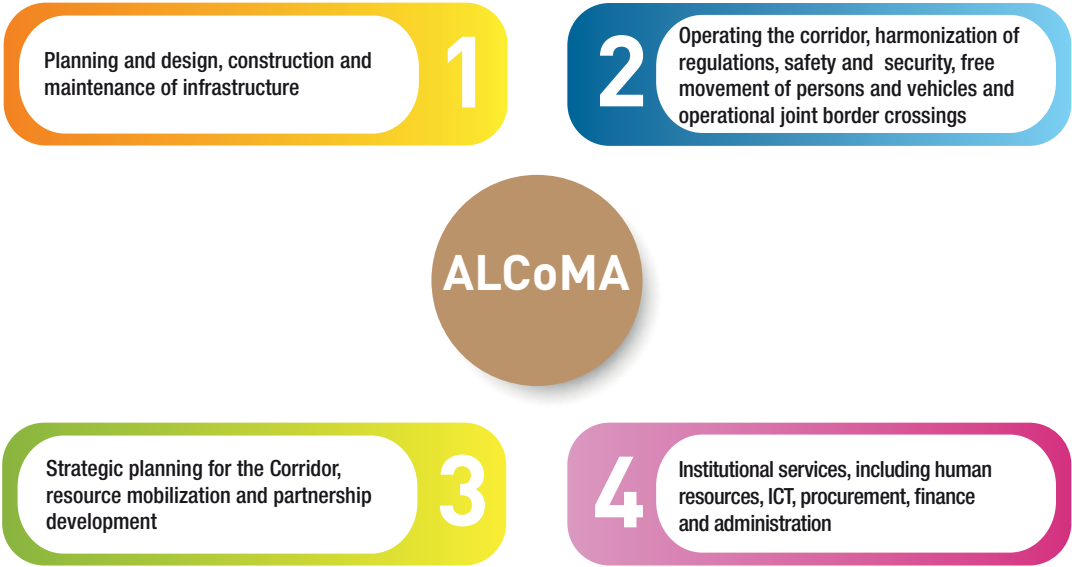 Planning and design, construction and
maintenance of infrastructure
1
2
Operating the corridor, harmonization of
regulations, safety and security, free
movement of persons and vehicles and
operational joint border crossings
ALCoMA
Strategic planning for the Corridor,
resource mobilization and partnership
development
3
4
Institutional services, including human
resources, ICT, procurement, finance
and administration